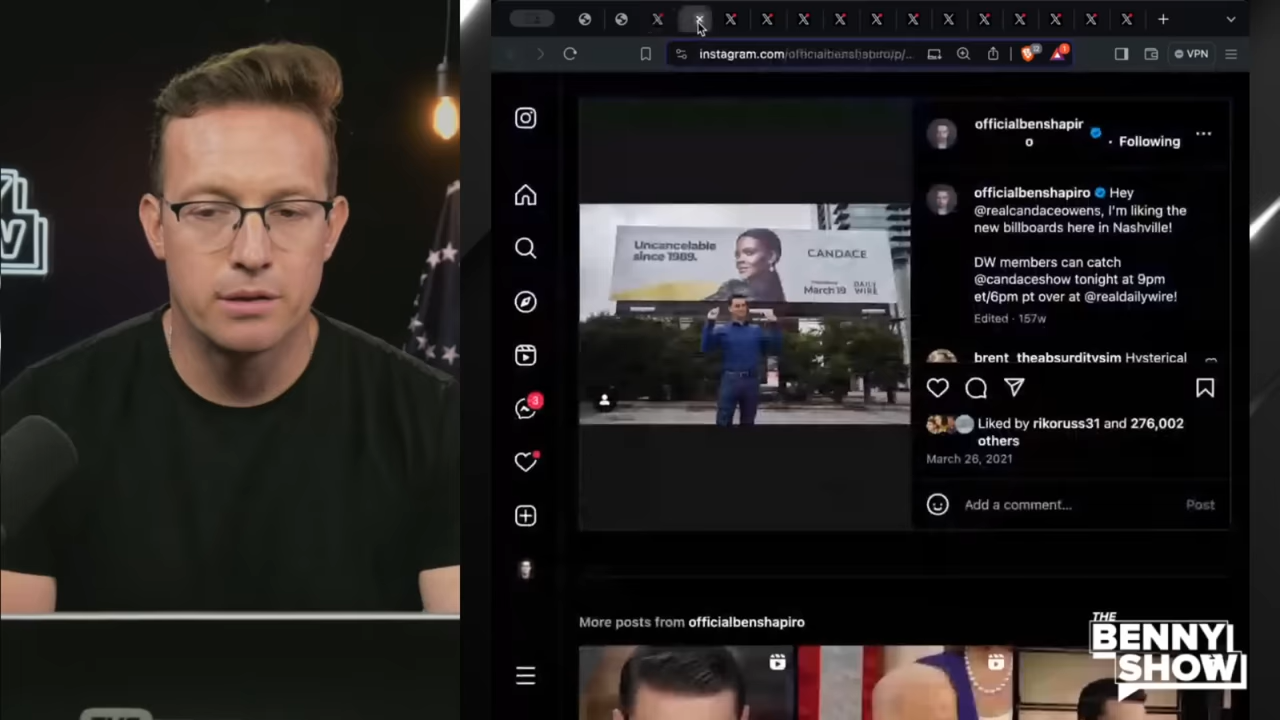 instagram.com/officialbenshapiro/p/...
VPN
officialbenshapir
o
Following
officialbenshapiro Hey
@realcandaceowens, I'm liking the
new billboards here in Nashville!
DW members can catch
@candaceshow tonight at 9pm
et/6pm pt over at @realdailywire!
Edited · 157w
brent_theabsurditysim Hysterical
Uncancelable
since 1989.
CANDACE
March 19
DAILY
WIRE
3
Liked by rikoruss31 and 276,002
others
March 26, 2021
Add a comment...
Post
More posts from officialbenshapiro
THE
BENNY
SHOW